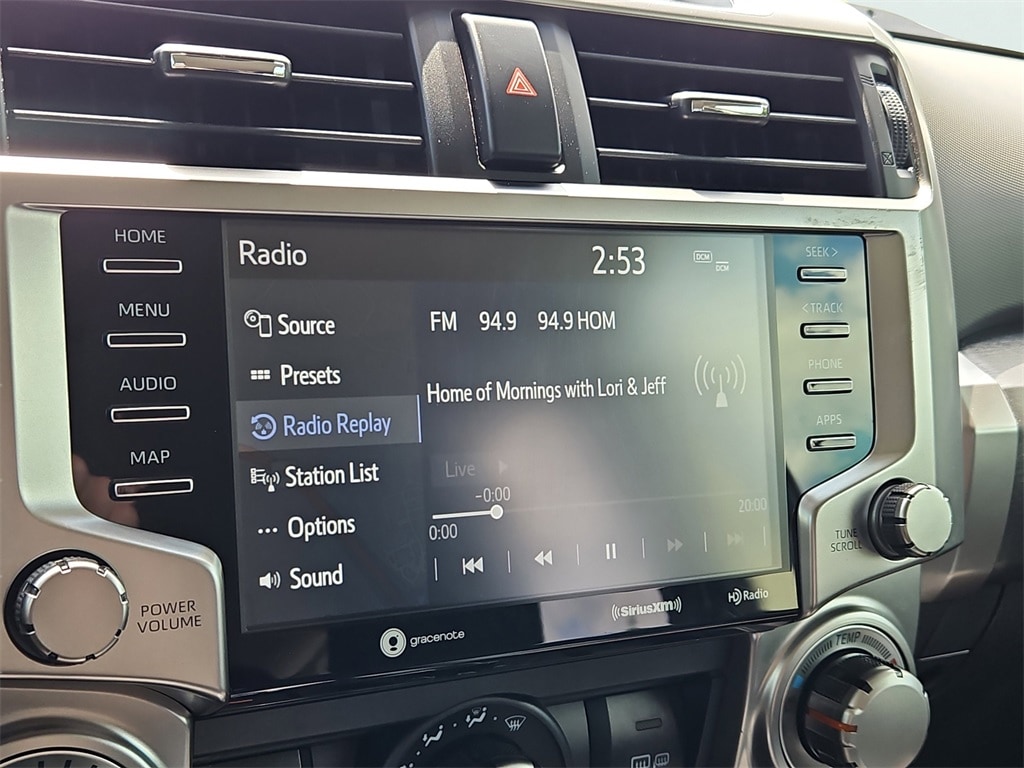 HOME
MENU
AUDIO
MAP
Radio
2:53
DCM
DCM
Source
Presets
Radio Replay
Station List
Options
Sound
FM 94.9 94.9 HOM
Home of Mornings with Lori & Jeff
Live
-0:00
0:00
20:00
SEEK >
< TRACK
PHONE
APPS
TUNE
SCROLL
POWER
VOLUME
gracenote
SiriusXM
HD Radio
TEMP